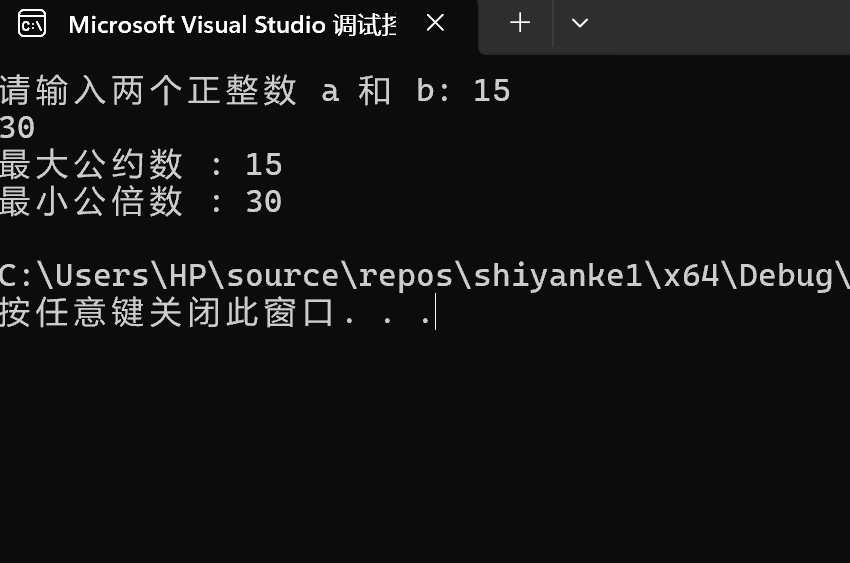 Microsoft Visual Studio 调试
请输入两个正整数 a 和 b: 15
30
最大公约数 : 15
最小公倍数 : 30
C:\Users\HP\source\repos\shiyanke1\x64\Debug\
按任意键关闭此窗口. . .